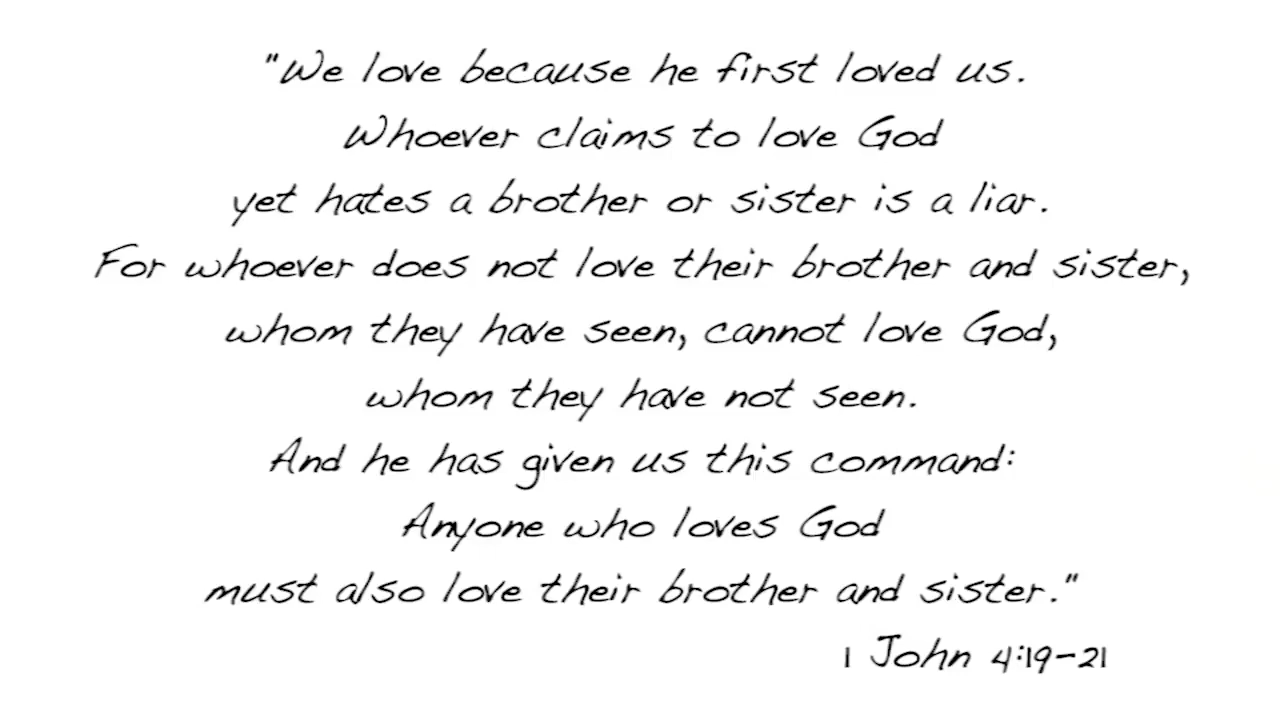 "We love because he first loved us.
Whoever claims to love God
yet hates a brother or sister is a liar.
For whoever does not love their brother and sister,
whom they have seen, cannot love God,
whom they have not seen.
And he has given us this command:
Anyone who loves God
must also love their brother and sister."
1 John 4:19-21